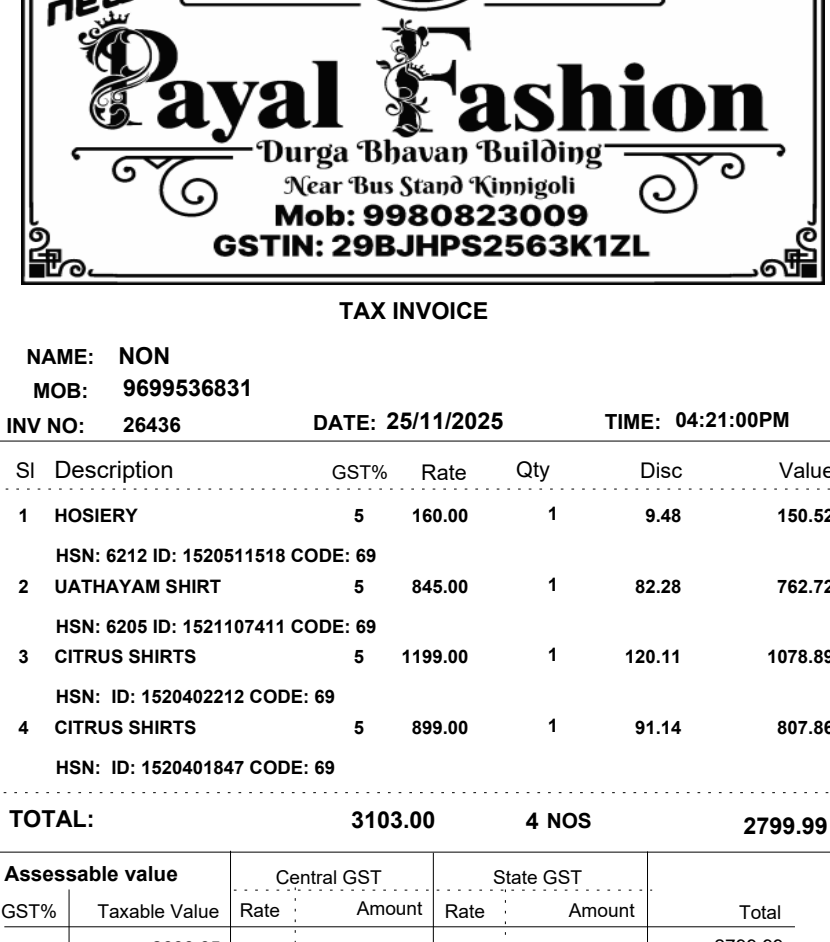 new
Payal Fashion
Durga Bhavan Building
Near Bus Stand Kinnigoli
Mob: 9980823009
GSTIN: 29BJHPS2563K1ZL
TAX INVOICE
NAME: NON
MOB: 9699536831
INV NO: 26436 DATE: 25/11/2025 TIME: 04:21:00PM
Sl Description GST% Rate Qty Disc Value
1 HOSIERY 5 160.00 1 9.48 150.52
HSN: 6212 ID: 1520511518 CODE: 69
2 UATHAYAM SHIRT 5 845.00 1 82.28 762.72
HSN: 6205 ID: 1521107411 CODE: 69
3 CITRUS SHIRTS 5 1199.00 1 120.11 1078.89
HSN: ID: 1520402212 CODE: 69
4 CITRUS SHIRTS 5 899.00 1 91.14 807.86
HSN: ID: 1520401847 CODE: 69
TOTAL: 3103.00 4 NOS 2799.99
Assessable value Central GST State GST
GST% Taxable Value Rate Amount Rate Amount Total